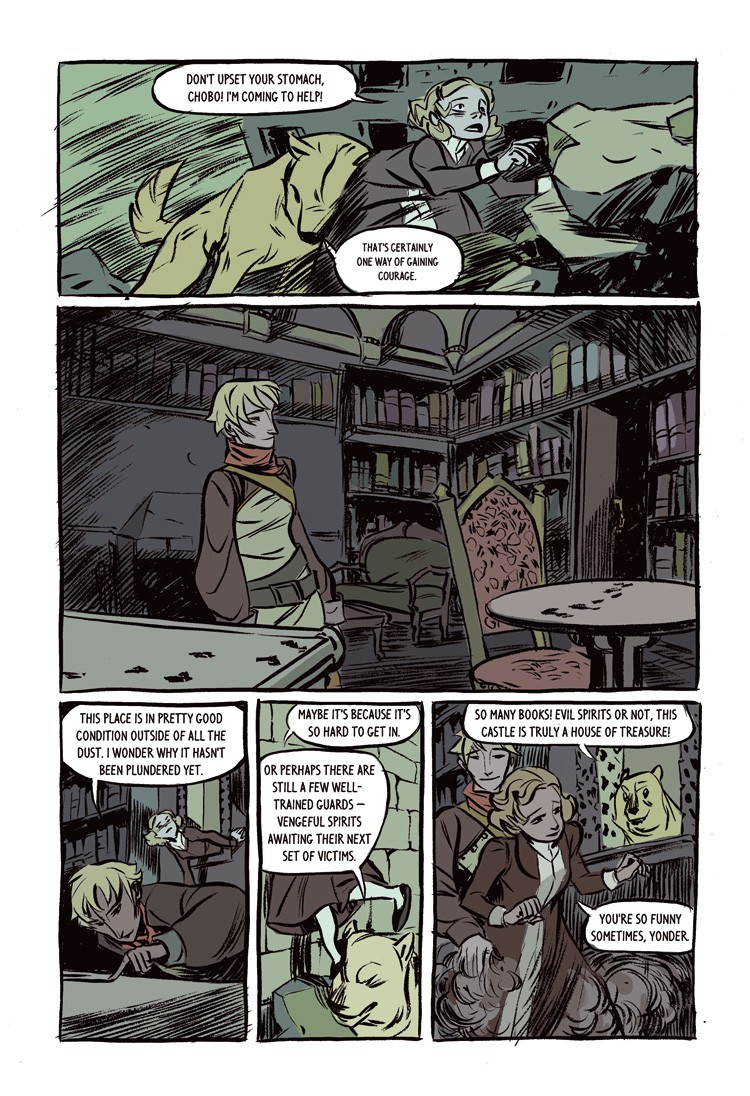 DON'T UPSET YOUR STOMACH,
CHOBO! I'M COMING TO HELP!
THAT'S CERTAINLY
ONE WAY OF GAINING
COURAGE.
THIS PLACE IS IN PRETTY GOOD
CONDITION OUTSIDE OF ALL THE
DUST. I WONDER WHY IT HASN'T
BEEN PLUNDERED YET.
MAYBE IT'S BECAUSE IT'S
SO HARD TO GET IN.
OR PERHAPS THERE ARE
STILL A FEW WELL-
TRAINED GUARDS –
VENGEFUL SPIRITS
AWAITING THEIR NEXT
SET OF VICTIMS.
SO MANY BOOKS! EVIL SPIRITS OR NOT, THIS
CASTLE IS TRULY A HOUSE OF TREASURE!
YOU'RE SO FUNNY
SOMETIMES, YONDER.